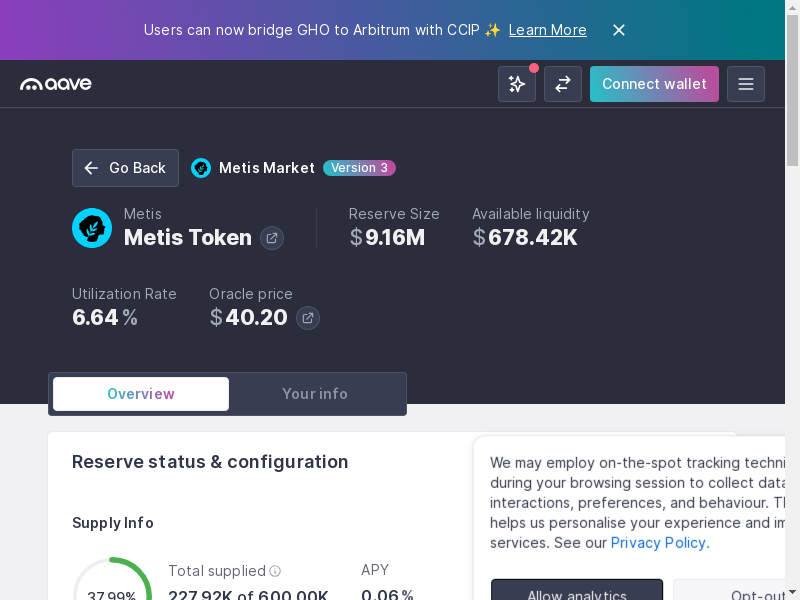 Users can now bridge GHO to Arbitrum with CCIP ✨ Learn More
aave
Connect wallet
Go Back
Metis Market
Version 3
Metis
Metis Token
Reserve Size
$9.16M
Available liquidity
$678.42K
Utilization Rate
6.64%
Oracle price
$40.20
Overview
Your info
Reserve status & configuration
We may employ on-the-spot tracking techni
during your browsing session to collect data
interactions, preferences, and behaviour. Th
helps us personalise your experience and im
services. See our Privacy Policy.
Allow analytics
Opt-out
Supply Info
37.99%
Total supplied
227.92K of 600.00K
APY
0.06%